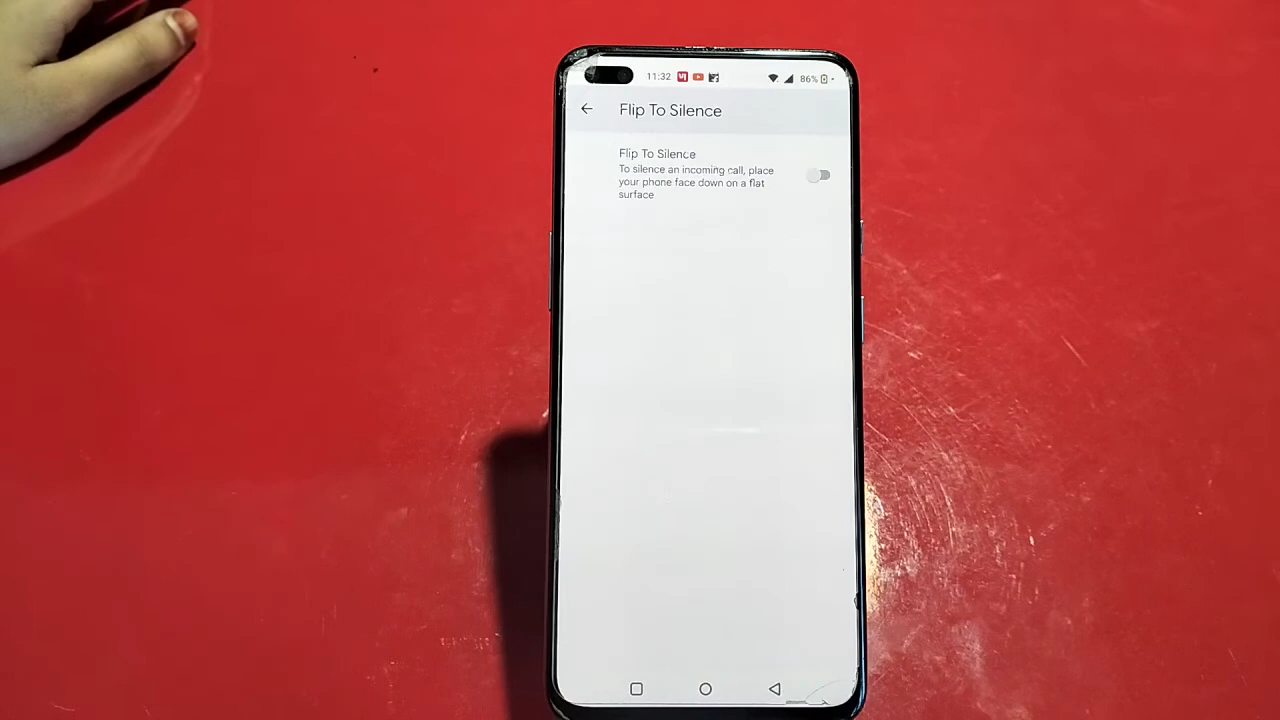 11:32 VJ 86%
Flip To Silence
Flip To Silence
To silence an incoming call, place
your phone face down on a flat
surface